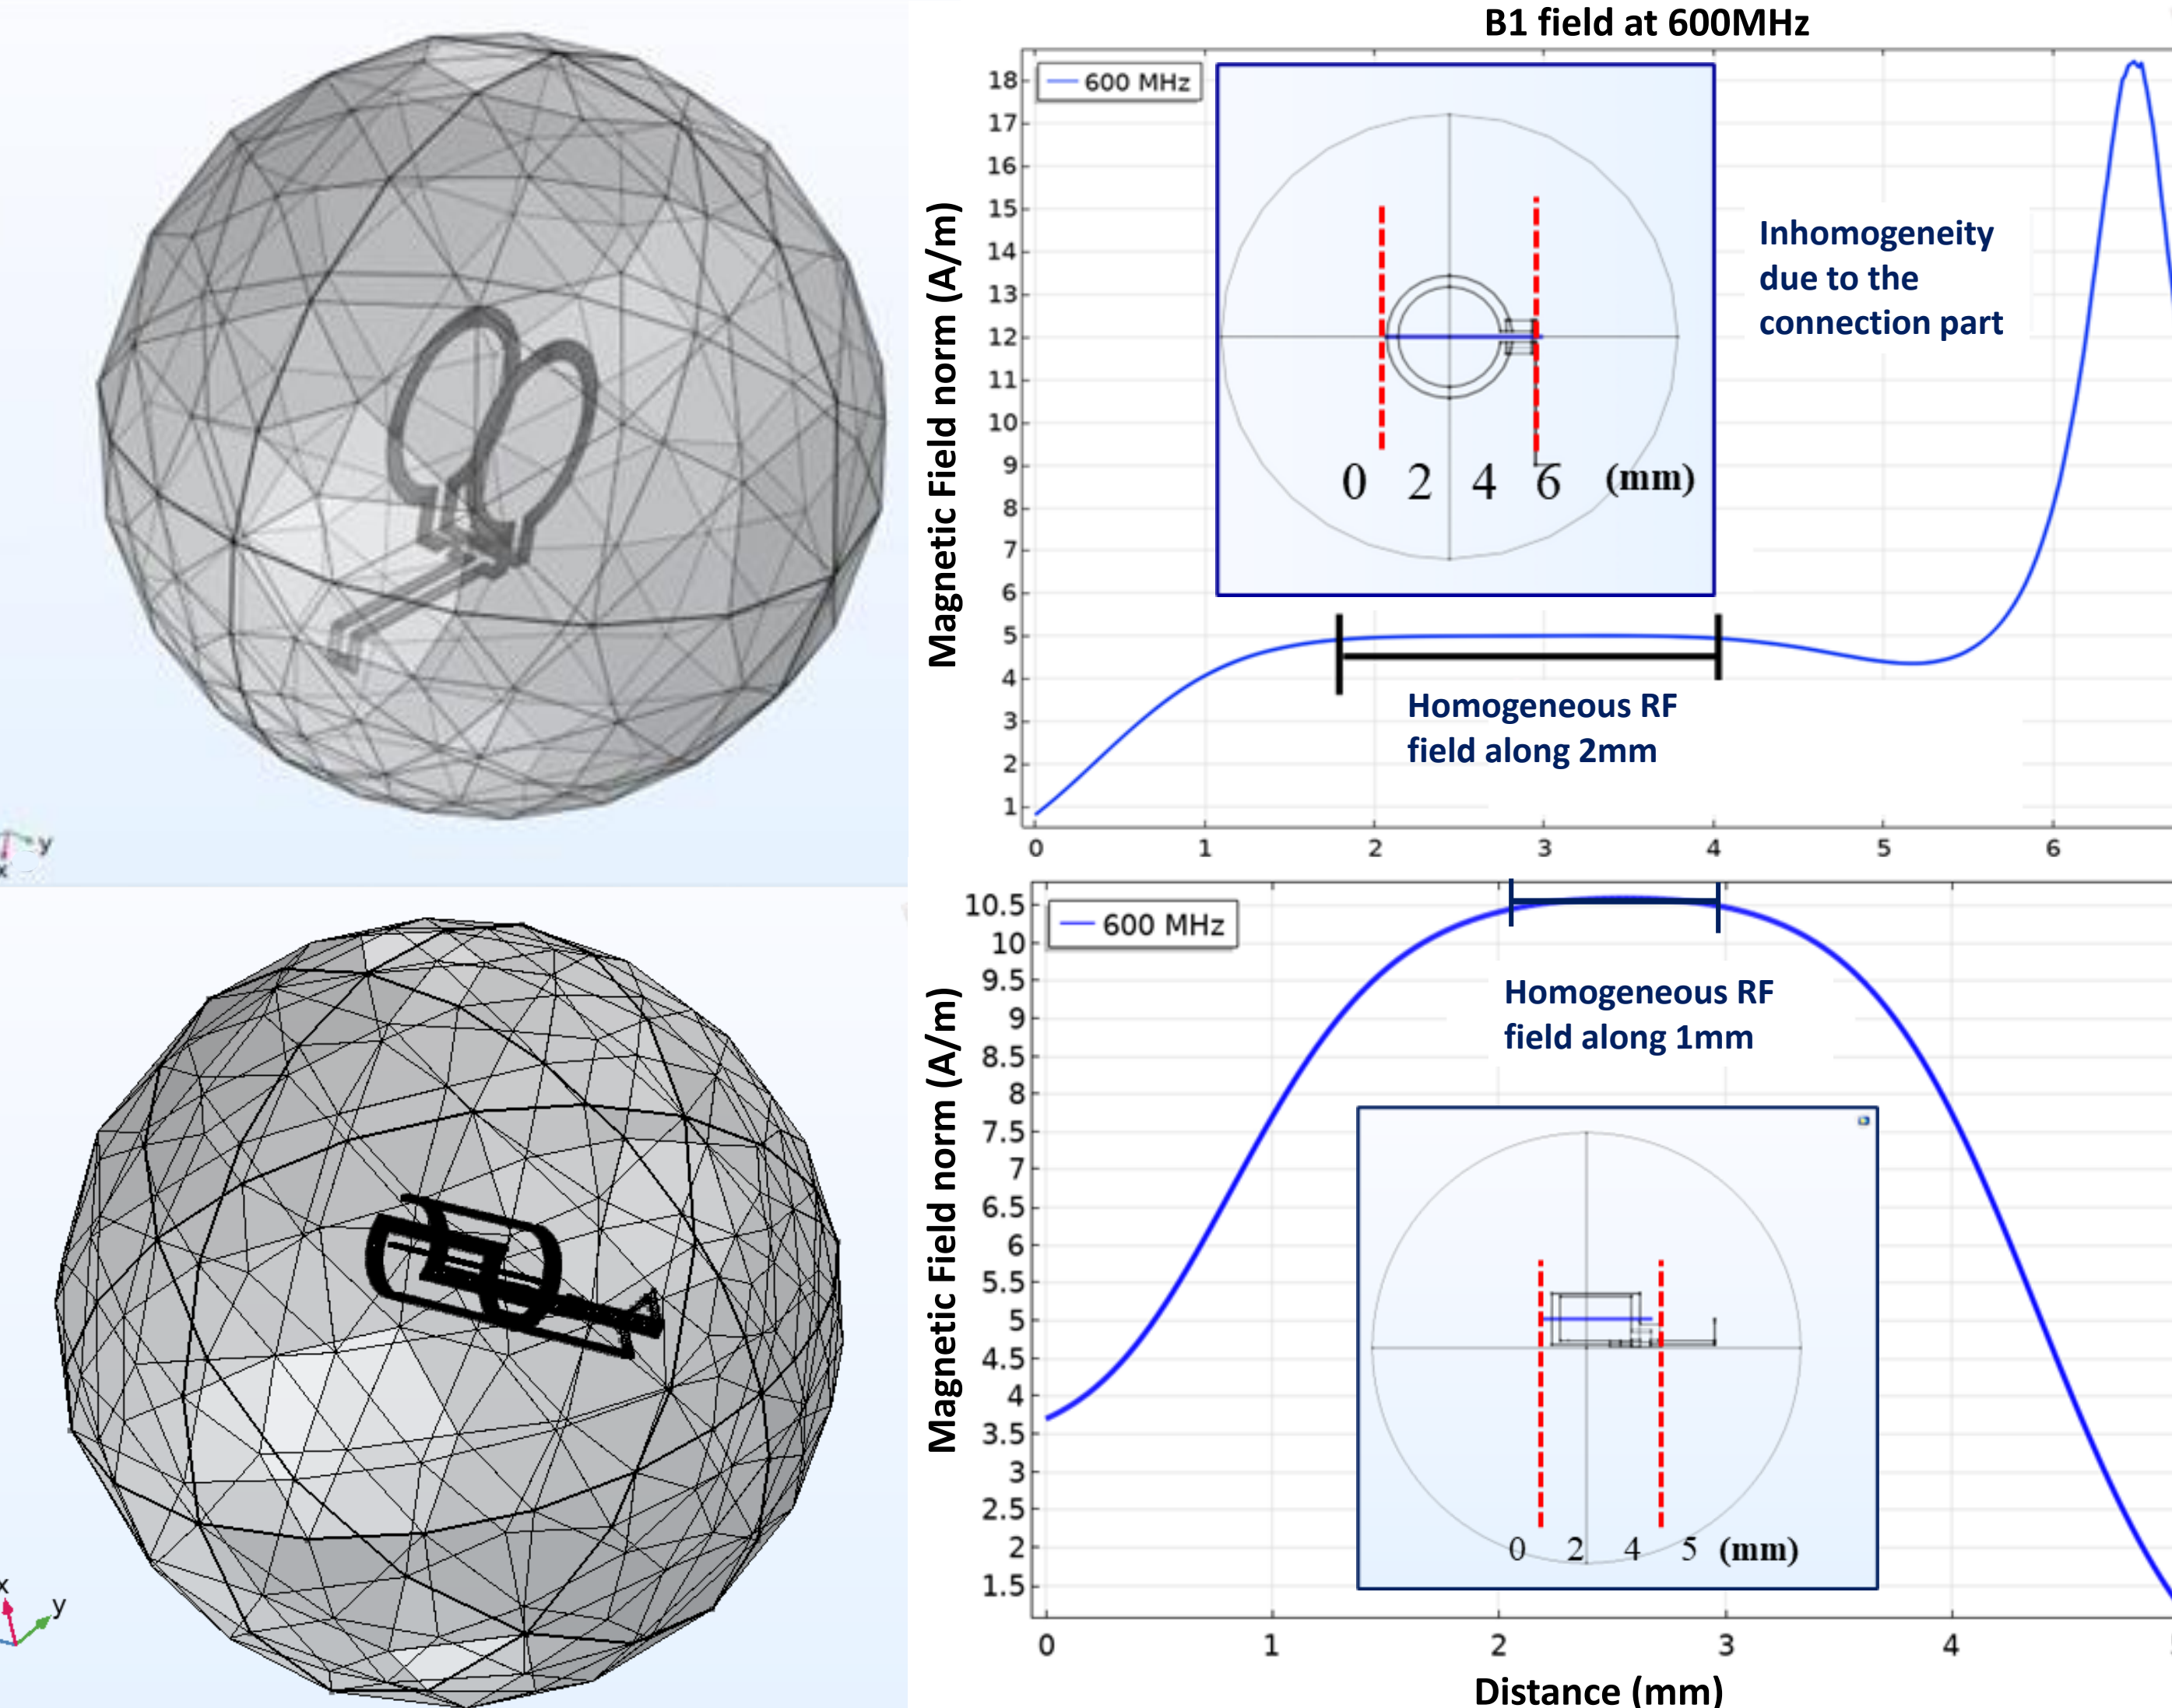 B1 field at 600MHz
600 MHz
18
17
16
15
14
13
12
11
10
9
8
7
6
5
4
3
2
1
Magnetic Field norm (A/m)
0 2 4 6 (mm)
Inhomogeneity
due to the
connection part
Homogeneous RF
field along 2mm
0 1 2 3 4 5 6
y
x
600 MHz
10.5
10
9.5
9
8.5
8
7.5
7
6.5
6
5.5
5
4.5
4
3.5
3
2.5
2
1.5
Magnetic Field norm (A/m)
Homogeneous RF
field along 1mm
0 2 4 5 (mm)
0 1 2 3 4
Distance (mm)
x
y